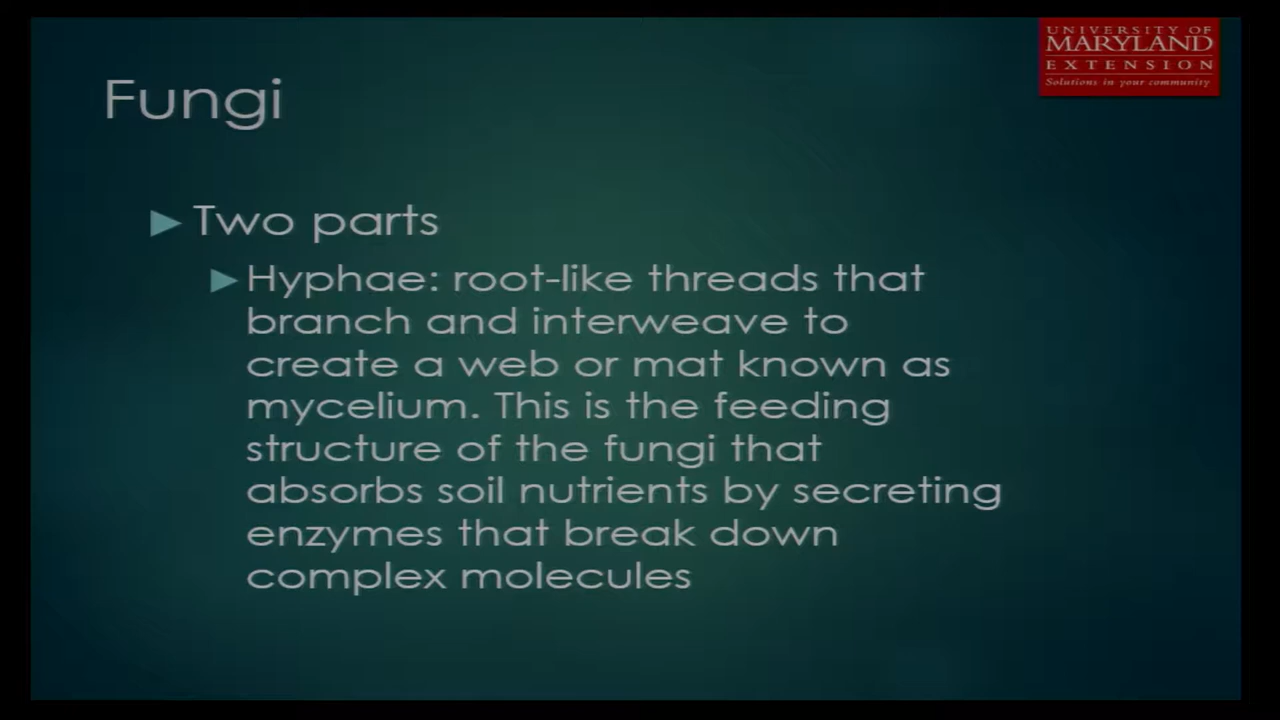 UNIVERSITY OF
MARYLAND
EXTENSION
Solutions in your community
Fungi
Two parts
Hyphae: root-like threads that
branch and interweave to
create a web or mat known as
mycelium. This is the feeding
structure of the fungi that
absorbs soil nutrients by secreting
enzymes that break down
complex molecules